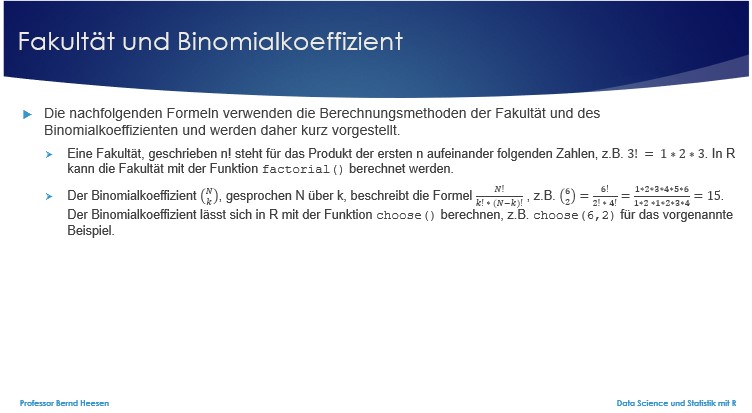 Fakultät und Binomialkoeffizient
Die nachfolgenden Formeln verwenden die Berechnungsmethoden der Fakultät und des
Binomialkoeffizienten und werden daher kurz vorgestellt.
Eine Fakultät, geschrieben n! steht für das Produkt der ersten n aufeinander folgenden Zahlen, z.B. 3! = 1 * 2 * 3. In R
kann die Fakultät mit der Funktion factorial() berechnet werden.
Der Binomialkoeffizient (N k), gesprochen N über k, beschreibt die Formel N! / k! * (N−k)! , z.B. (6 2) = 6! / 2! * 4! = 1*2*3*4*5*6 / 1*2 *1*2*3*4 = 15.
Der Binomialkoeffizient lässt sich in R mit der Funktion choose() berechnen, z.B. choose(6,2) für das vorgenannte
Beispiel.
Professor Bernd Heesen
Data Science und Statistik mit R